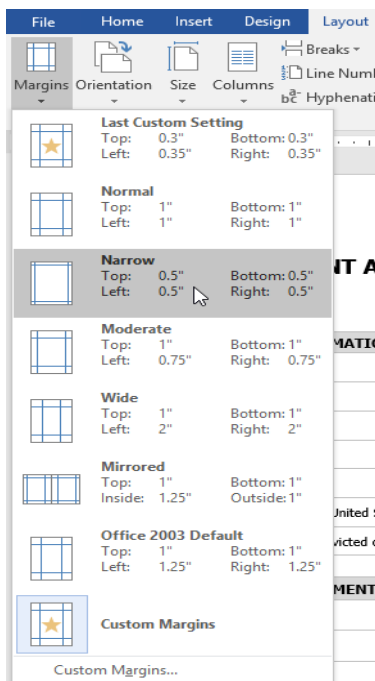 File Home Insert Design Layout
Breaks
Line Numl
Margins Orientation Size Columns
Hyphenati
Last Custom Setting
Top: 0.3" Bottom: 0.3"
Left: 0.35" Right: 0.35"
Normal
Top: 1" Bottom: 1"
Left: 1" Right: 1"
Narrow
Top: 0.5" Bottom: 0.5"
Left: 0.5" Right: 0.5"
NT A
Moderate
Top: 1" Bottom: 1"
Left: 0.75" Right: 0.75"
MATIO
Wide
Top: 1" Bottom: 1"
Left: 2" Right: 2"
Mirrored
Top: 1" Bottom: 1"
Inside: 1.25" Outside: 1"
United S
Office 2003 Default
Top: 1" Bottom: 1"
Left: 1.25" Right: 1.25"
victed o
MENT
Custom Margins
Custom Margins...